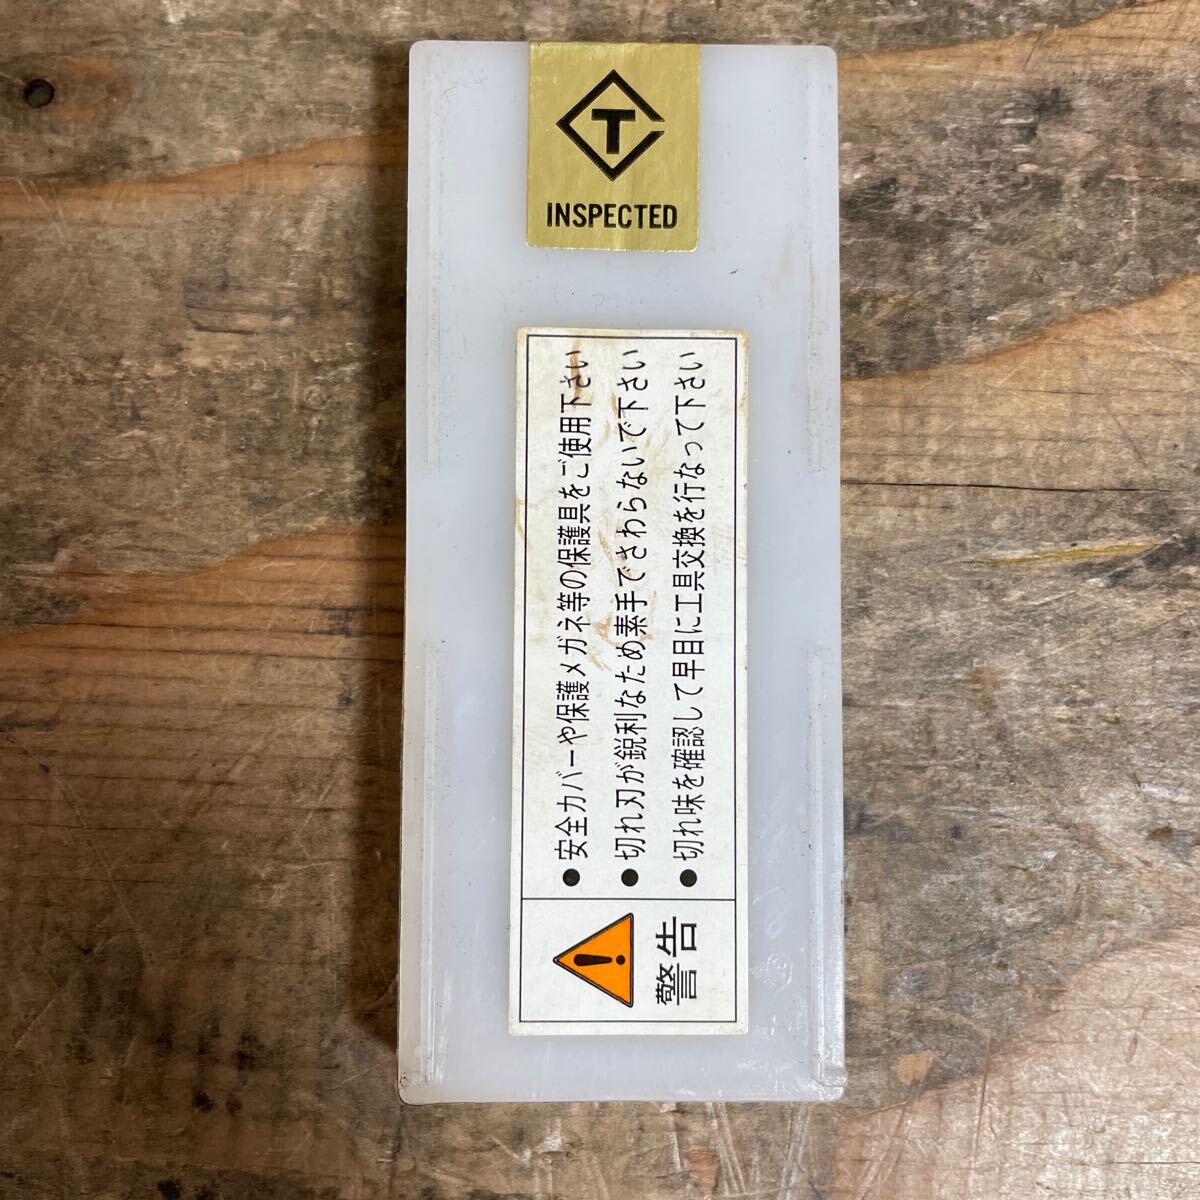 T
INSPECTED
警告
●安全カバーや保護メガネ等の保護具をご使用下さい
●切れ刃が鋭利なため素手でさわらないで下さい
●切れ味を確認して早目に工具交換を行なって下さい